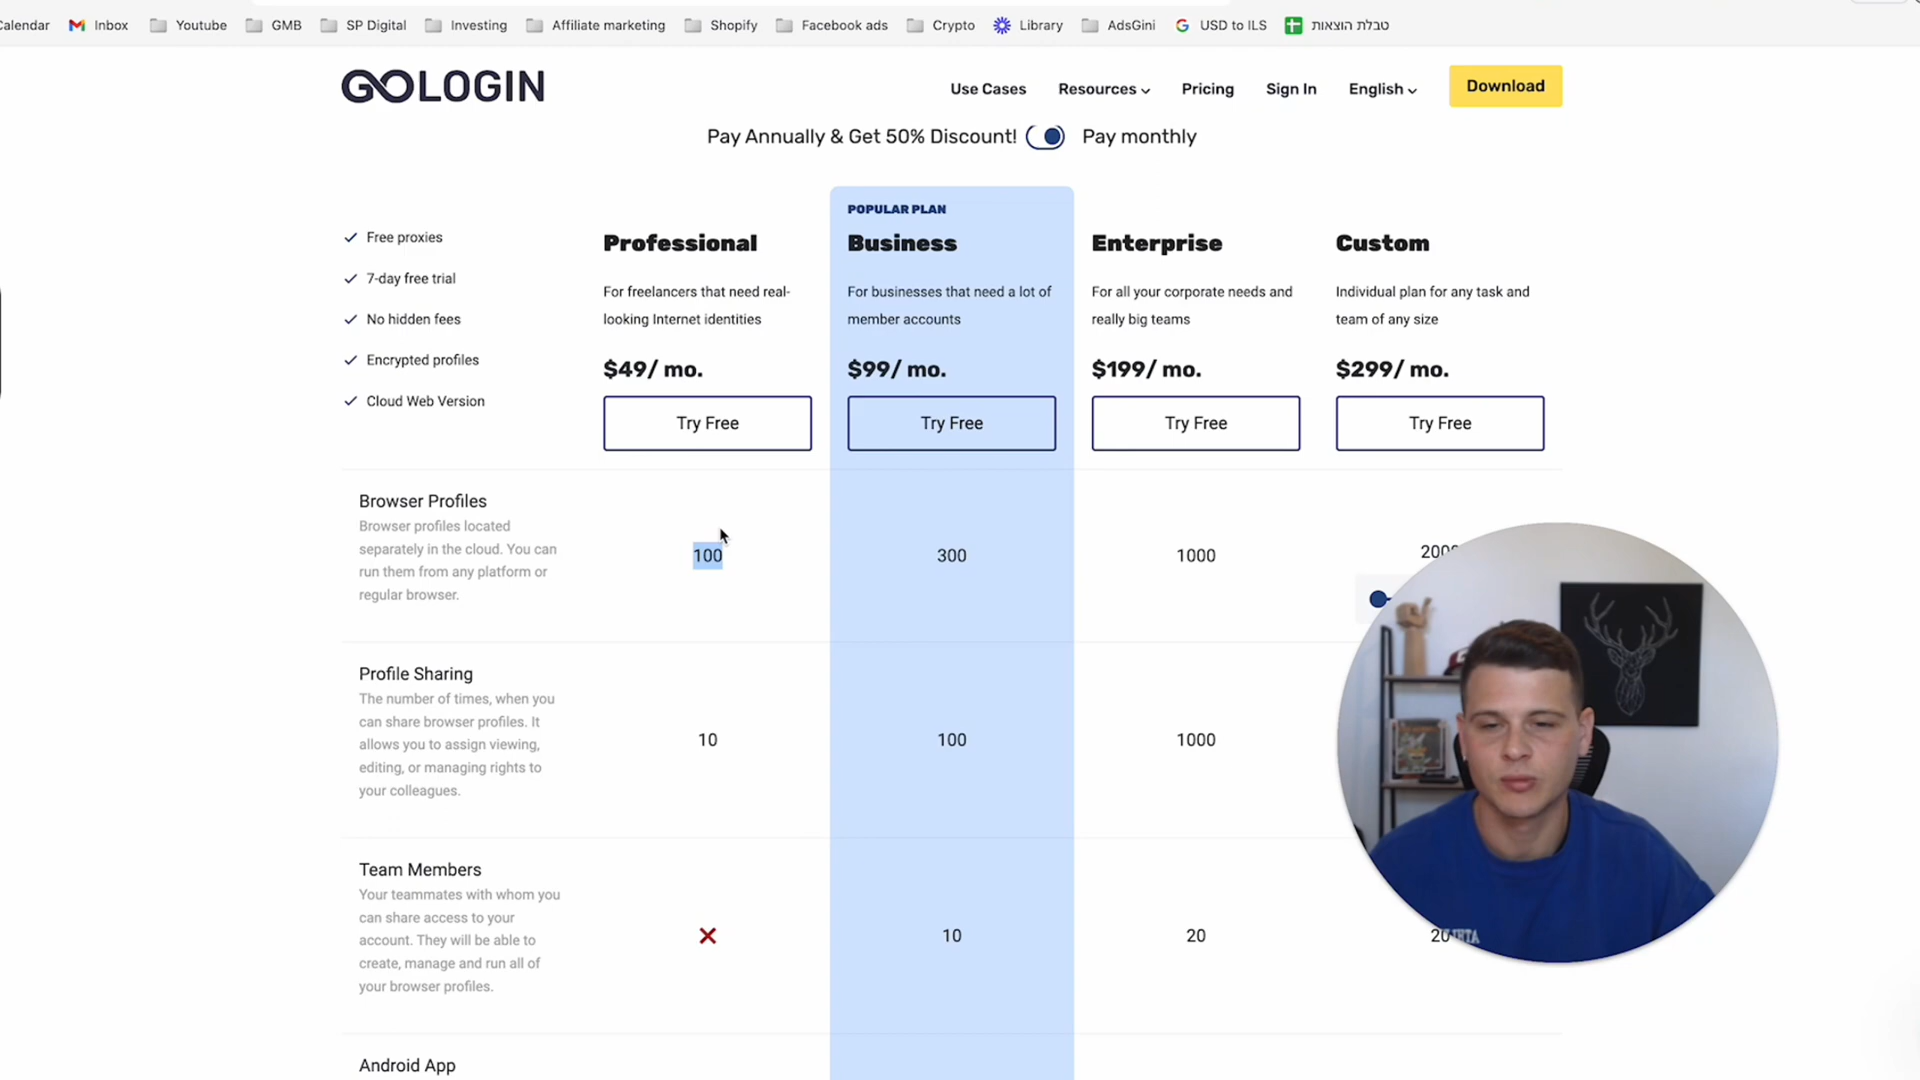 Calendar
Inbox
Youtube
GMB
SP Digital
Investing
Affiliate marketing
Shopify
Facebook ads
Crypto
Library
AdsGini
USD to ILS
טבלת הוצאות
GOLOGIN
Use Cases
Resources
Pricing
Sign In
English
Download
Pay Annually & Get 50% Discount!
Pay monthly
Free proxies
7-day free trial
No hidden fees
Encrypted profiles
Cloud Web Version
Professional
For freelancers that need real-
looking Internet identities
$49/ mo.
Try Free
POPULAR PLAN
Business
For businesses that need a lot of
member accounts
$99/ mo.
Try Free
Enterprise
For all your corporate needs and
really big teams
$199/ mo.
Try Free
Custom
Individual plan for any task and
team of any size
$299/ mo.
Try Free
Browser Profiles
Browser profiles located
separately in the cloud. You can
run them from any platform or
regular browser.
100
300
1000
2000
Profile Sharing
The number of times, when you
can share browser profiles. It
allows you to assign viewing,
editing, or managing rights to
your colleagues.
10
100
1000
Team Members
Your teammates with whom you
can share access to your
account. They will be able to
create, manage and run all of
your browser profiles.
10
20
20
Android App